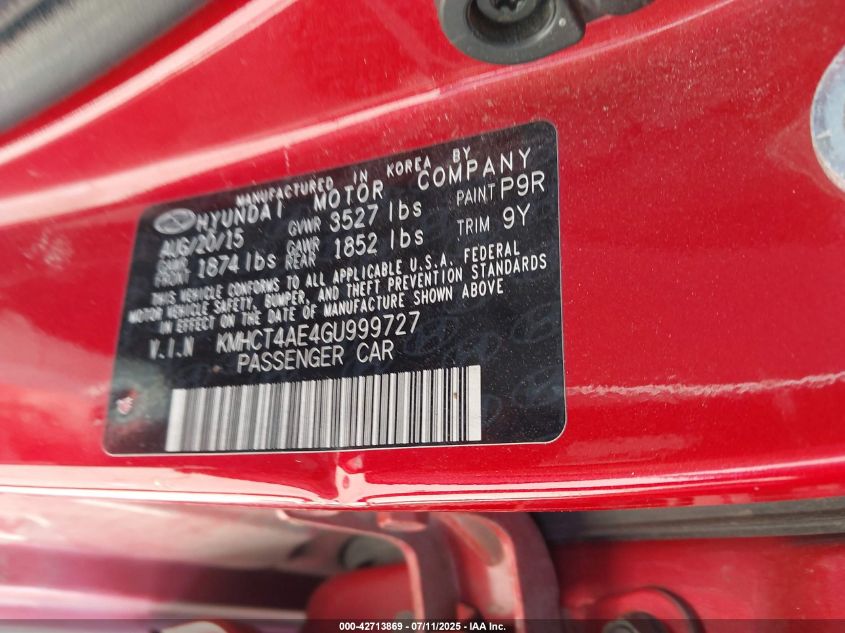 MANUFACTURED IN KOREA BY
HYUNDAI MOTOR COMPANY
AUG/20/15 GVWR 3527 lbs PAINT P9R
GAWR FRONT 1874 lbs GAWR REAR 1852 lbs TRIM 9Y
THIS VEHICLE CONFORMS TO ALL APPLICABLE U.S.A. FEDERAL
MOTOR VEHICLE SAFETY, BUMPER, AND THEFT PREVENTION STANDARDS
IN EFFECT ON THE DATE OF MANUFACTURE SHOWN ABOVE
V.I.N KMHCT4AE4GU999727
PASSENGER CAR
000-42713869 - 07/11/2025 - IAA, Inc.